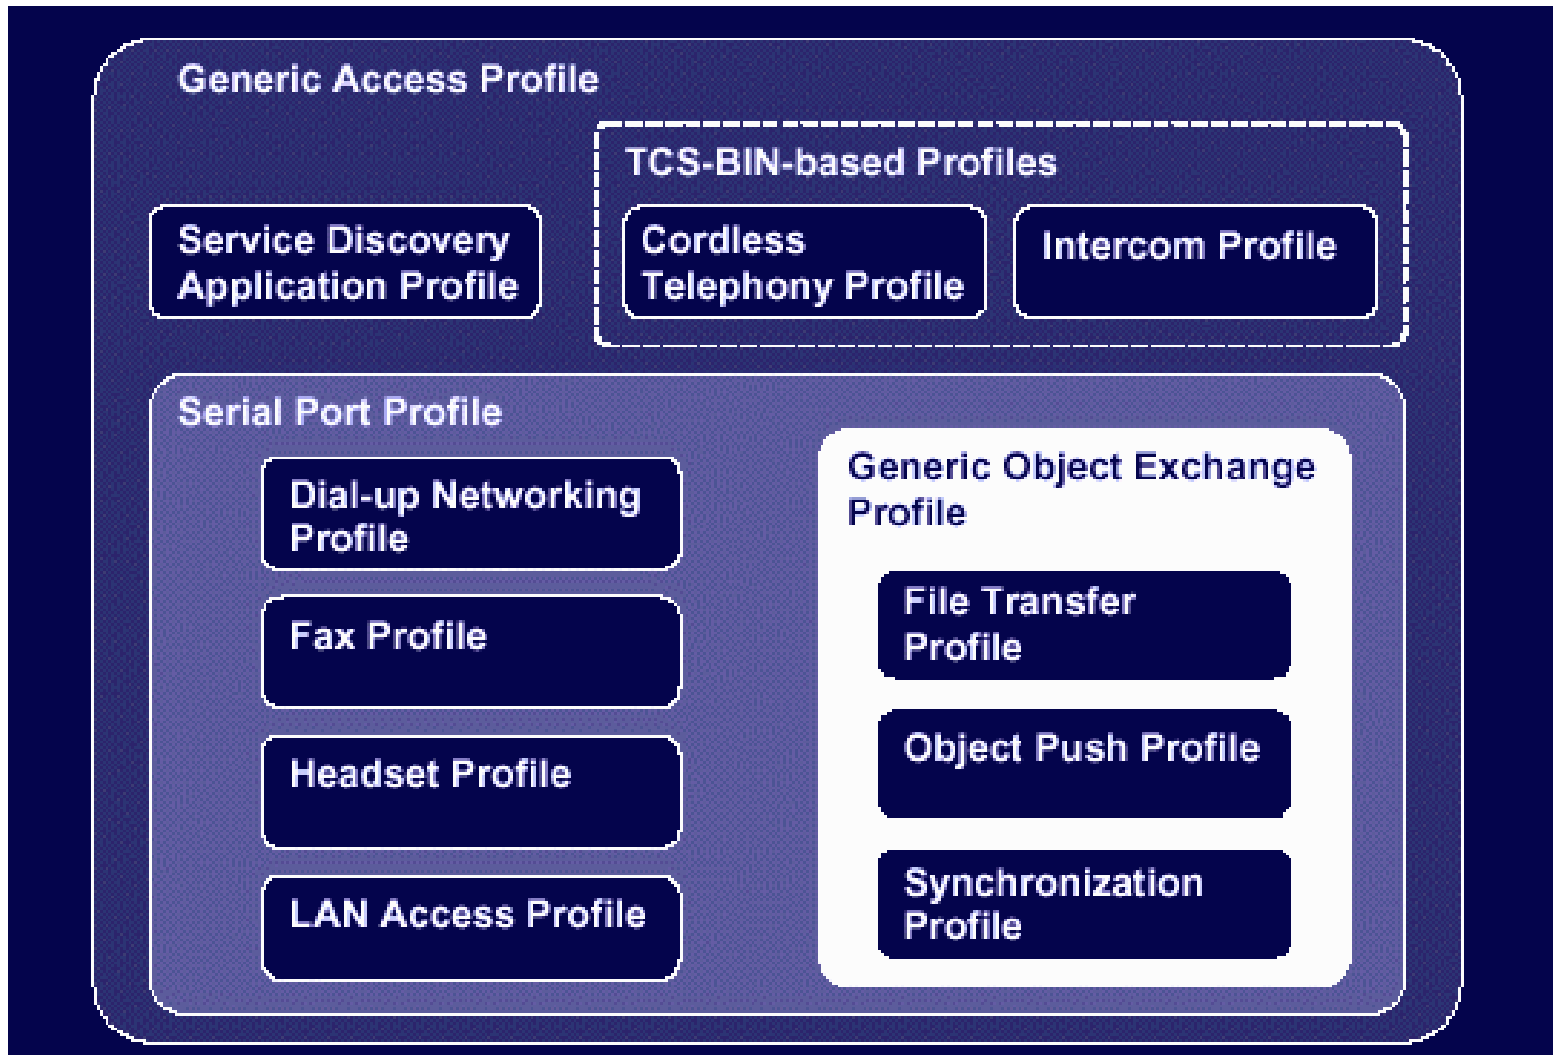 Generic Access Profile
TCS-BIN-based Profiles
Service Discovery
Application Profile
Cordless
Telephony Profile
Intercom Profile
Serial Port Profile
Dial-up Networking
Profile
Fax Profile
Headset Profile
LAN Access Profile
Generic Object Exchange
Profile
File Transfer
Profile
Object Push Profile
Synchronization
Profile